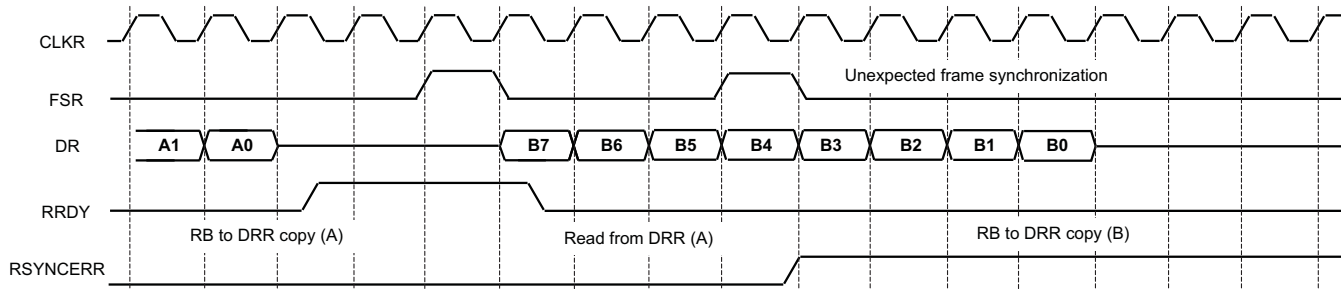 CLKR
Unexpected frame synchronization
FSR
DR A1 A0 B7 B6 B5 B4 B3 B2 B1 B0
RRDY
RB to DRR copy (A) Read from DRR (A) RB to DRR copy (B)
RSYNCERR